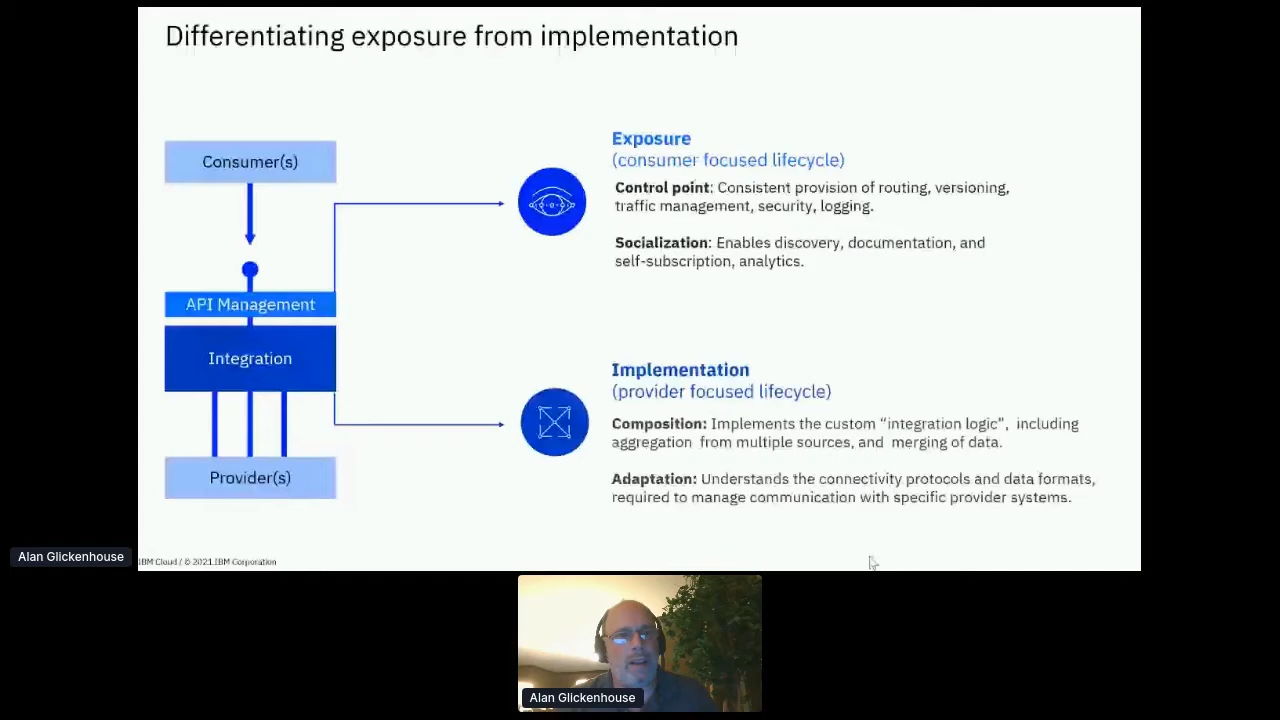 Differentiating exposure from implementation
Consumer(s)
API Management
Integration
Provider(s)
Exposure
(consumer focused lifecycle)
Control point: Consistent provision of routing, versioning,
traffic management, security, logging.
Socialization: Enables discovery, documentation, and
self-subscription, analytics.
Implementation
(provider focused lifecycle)
Composition: Implements the custom “integration logic”, including
aggregation from multiple sources, and merging of data.
Adaptation: Understands the connectivity protocols and data formats,
required to manage communication with specific provider systems.
Alan Glickenhouse
IBM Cloud / © 2021 IBM Corporation
Alan Glickenhouse